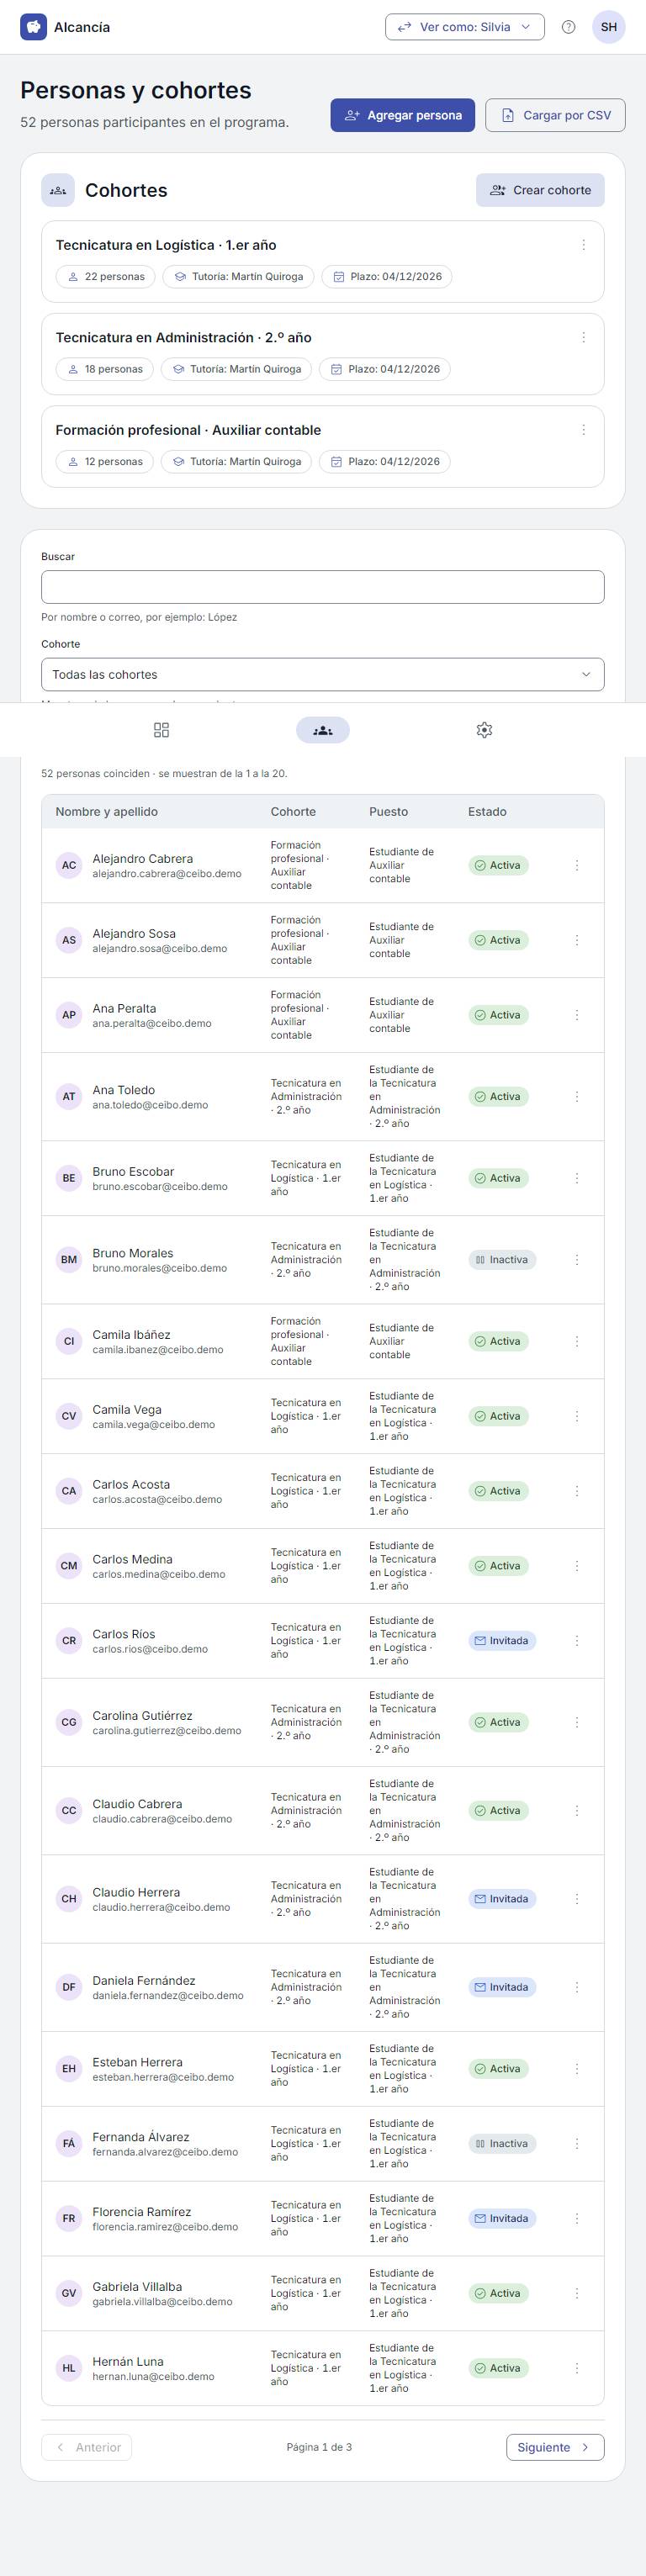 Alcancía
Ver como: Silvia
SH
Personas y cohortes
52 personas participantes en el programa.
Agregar persona
Cargar por CSV
Cohortes
Crear cohorte
Tecnicatura en Logística · 1.er año
22 personas
Tutoría: Martín Quiroga
Plazo: 04/12/2026
Tecnicatura en Administración · 2.º año
18 personas
Tutoría: Martín Quiroga
Plazo: 04/12/2026
Formación profesional · Auxiliar contable
12 personas
Tutoría: Martín Quiroga
Plazo: 04/12/2026
Buscar
Por nombre o correo, por ejemplo: López
Cohorte
Todas las cohortes
52 personas coinciden · se muestran de la 1 a la 20.
Nombre y apellido
Cohorte
Puesto
Estado
AC
Alejandro Cabrera
alejandro.cabrera@ceibo.demo
Formación
profesional ·
Auxiliar
contable
Estudiante de
Auxiliar
contable
Activa
AS
Alejandro Sosa
alejandro.sosa@ceibo.demo
Formación
profesional ·
Auxiliar
contable
Estudiante de
Auxiliar
contable
Activa
AP
Ana Peralta
ana.peralta@ceibo.demo
Formación
profesional ·
Auxiliar
contable
Estudiante de
Auxiliar
contable
Activa
AT
Ana Toledo
ana.toledo@ceibo.demo
Tecnicatura en
Administración
· 2.º año
Estudiante de
la Tecnicatura
en
Administración
· 2.º año
Activa
BE
Bruno Escobar
bruno.escobar@ceibo.demo
Tecnicatura en
Logística · 1.er
año
Estudiante de
la Tecnicatura
en Logística ·
1.er año
Activa
BM
Bruno Morales
bruno.morales@ceibo.demo
Tecnicatura en
Administración
· 2.º año
Estudiante de
la Tecnicatura
en
Administración
· 2.º año
Inactiva
CI
Camila Ibáñez
camila.ibanez@ceibo.demo
Formación
profesional ·
Auxiliar
contable
Estudiante de
Auxiliar
contable
Activa
CV
Camila Vega
camila.vega@ceibo.demo
Tecnicatura en
Logística · 1.er
año
Estudiante de
la Tecnicatura
en Logística ·
1.er año
Activa
CA
Carlos Acosta
carlos.acosta@ceibo.demo
Tecnicatura en
Logística · 1.er
año
Estudiante de
la Tecnicatura
en Logística ·
1.er año
Activa
CM
Carlos Medina
carlos.medina@ceibo.demo
Tecnicatura en
Logística · 1.er
año
Estudiante de
la Tecnicatura
en Logística ·
1.er año
Activa
CR
Carlos Ríos
carlos.rios@ceibo.demo
Tecnicatura en
Logística · 1.er
año
Estudiante de
la Tecnicatura
en Logística ·
1.er año
Invitada
CG
Carolina Gutiérrez
carolina.gutierrez@ceibo.demo
Tecnicatura en
Administración
· 2.º año
Estudiante de
la Tecnicatura
en
Administración
· 2.º año
Activa
CC
Claudio Cabrera
claudio.cabrera@ceibo.demo
Tecnicatura en
Administración
· 2.º año
Estudiante de
la Tecnicatura
en
Administración
· 2.º año
Activa
CH
Claudio Herrera
claudio.herrera@ceibo.demo
Tecnicatura en
Administración
· 2.º año
Estudiante de
la Tecnicatura
en
Administración
· 2.º año
Invitada
DF
Daniela Fernández
daniela.fernandez@ceibo.demo
Tecnicatura en
Administración
· 2.º año
Estudiante de
la Tecnicatura
en
Administración
· 2.º año
Invitada
EH
Esteban Herrera
esteban.herrera@ceibo.demo
Tecnicatura en
Logística · 1.er
año
Estudiante de
la Tecnicatura
en Logística ·
1.er año
Activa
FÁ
Fernanda Álvarez
fernanda.alvarez@ceibo.demo
Tecnicatura en
Logística · 1.er
año
Estudiante de
la Tecnicatura
en Logística ·
1.er año
Inactiva
FR
Florencia Ramírez
florencia.ramirez@ceibo.demo
Tecnicatura en
Logística · 1.er
año
Estudiante de
la Tecnicatura
en Logística ·
1.er año
Invitada
GV
Gabriela Villalba
gabriela.villalba@ceibo.demo
Tecnicatura en
Logística · 1.er
año
Estudiante de
la Tecnicatura
en Logística ·
1.er año
Activa
HL
Hernán Luna
hernan.luna@ceibo.demo
Tecnicatura en
Logística · 1.er
año
Estudiante de
la Tecnicatura
en Logística ·
1.er año
Activa
Anterior
Página 1 de 3
Siguiente